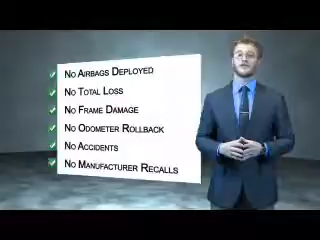 No Airbags Deployed
No Total Loss
No Frame Damage
No Odometer Rollback
No Accidents
No Manufacturer Recalls